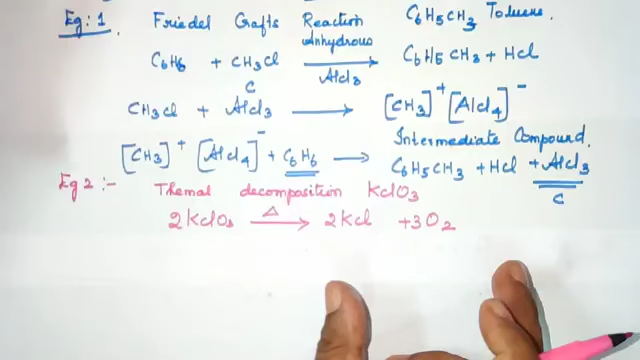 Eg: 1. Friedel Crafts Reaction C6H5CH3 Toluene.
C6H6 + CH3Cl Anhydrous AlCl3 → C6H5CH3 + HCl
CH3Cl + AlCl3 → [CH3]+ [AlCl4]-
C
Intermediate Compound.
[CH3]+ [AlCl4]- + C6H6 → C6H5CH3 + HCl + AlCl3
C
Eg 2 :- Themal decomposition KClO3
2KClO3 Δ → 2KCl + 3O2